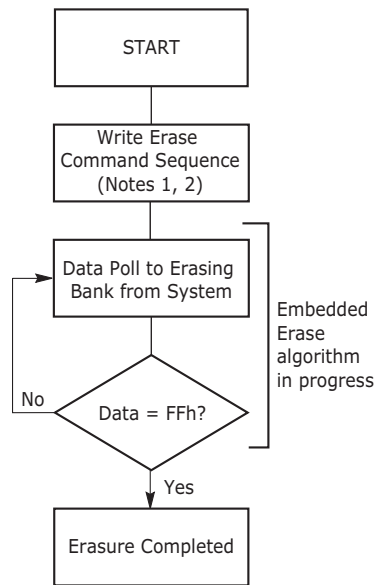 START
Write Erase
Command Sequence
(Notes 1, 2)
Data Poll to Erasing
Bank from System
Embedded
Erase
algorithm
in progress
No
Data = FFh?
Yes
Erasure Completed